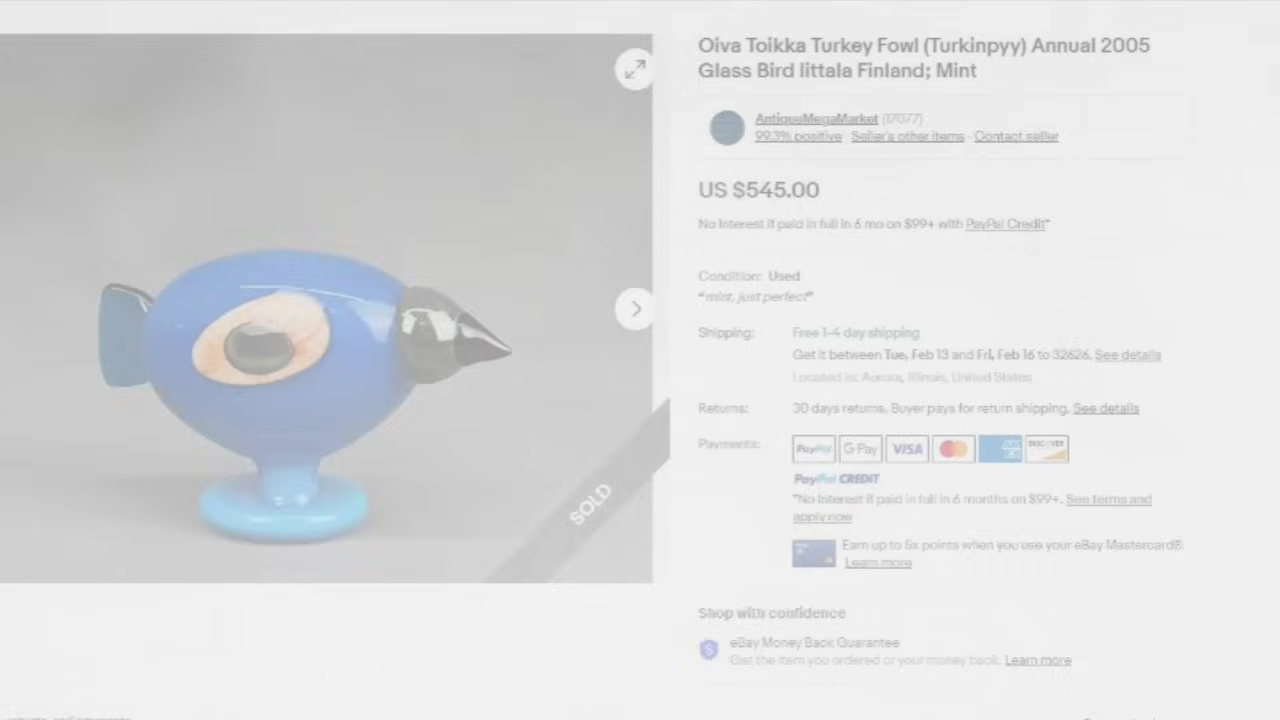 Oiva Toikka Turkey Fowl (Turkinpyy) Annual 2005
Glass Bird Iittala Finland; Mint
AntiqueMegaMarket (17077)
99.3% positive · Seller's other items · Contact seller
US $545.00
No Interest if paid in full in 6 mo on $99+ with PayPal Credit*
Condition: Used
"mint, just perfect"
Shipping: Free 1-4 day shipping
Get it between Tue, Feb 13 and Fri, Feb 16 to 32626. See details
Located in: Aurora, Illinois, United States
Returns: 30 days returns. Buyer pays for return shipping. See details
Payments: PayPal G Pay VISA DISCOVER
PayPal CREDIT
*No Interest if paid in full in 6 months on $99+. See terms and
apply now
Earn up to 5x points when you use your eBay Mastercard®.
Learn more
SOLD
Shop with confidence
eBay Money Back Guarantee
Get the item you ordered or your money back. Learn more